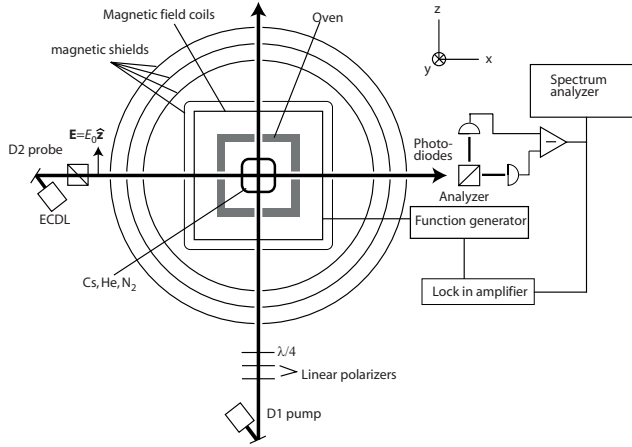 Magnetic field coils
Oven
magnetic shields
z
y
x
Spectrum
analyzer
E=E₀ẑ
D2 probe
Photo-
diodes
−
ECDL
Analyzer
Function generator
Cs, He, N₂
Lock in amplifier
λ/4
Linear polarizers
D1 pump